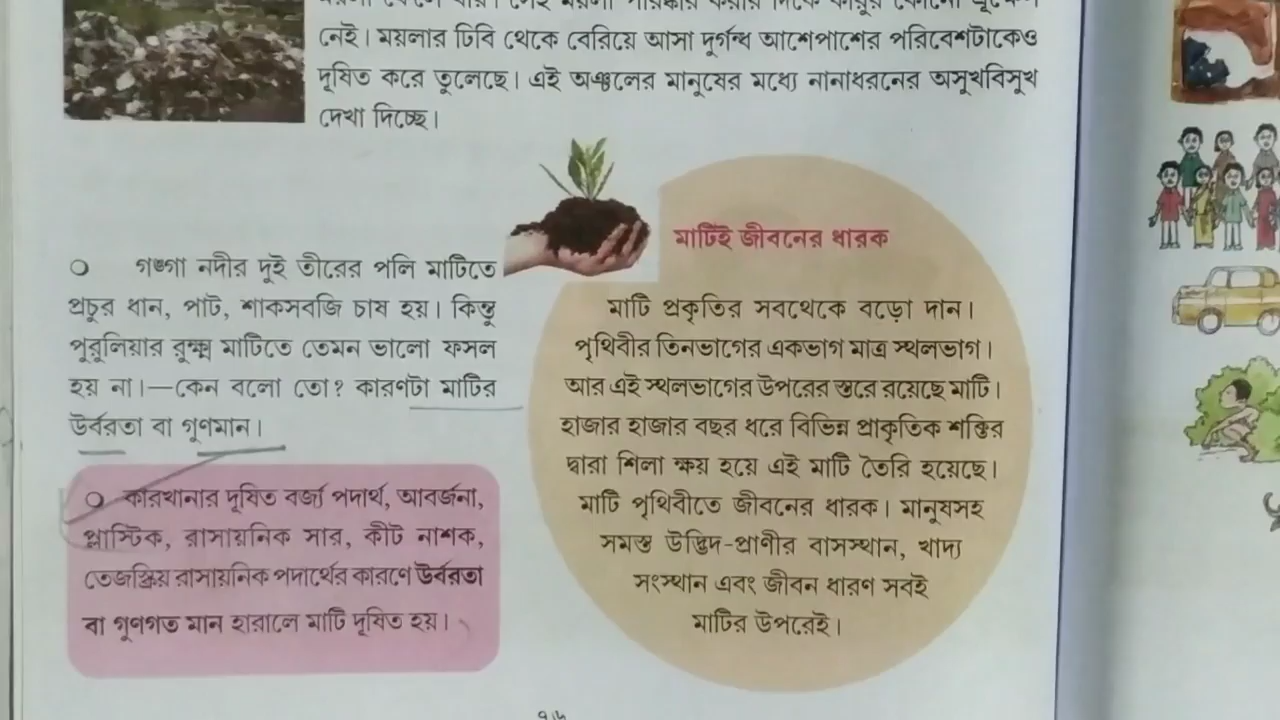 নেই। ময়লার ঢিবি থেকে বেরিয়ে আসা দুর্গন্ধ আশেপাশের পরিবেশটাকেও
দূষিত করে তুলেছে। এই অঞ্চলের মানুষের মধ্যে নানাধরনের অসুখবিসুখ
দেখা দিচ্ছে।
গঙ্গা নদীর দুই তীরের পলি মাটিতে
প্রচুর ধান, পাট, শাকসবজি চাষ হয়। কিন্তু
পুরুলিয়ার রুক্ষ্ম মাটিতে তেমন ভালো ফসল
হয় না।—কেন বলো তো? কারণটা মাটির
উর্বরতা বা গুণমান।
কারখানার দূষিত বর্জ্য পদার্থ, আবর্জনা,
প্লাস্টিক, রাসায়নিক সার, কীট নাশক,
তেজস্ক্রিয় রাসায়নিক পদার্থের কারণে উর্বরতা
বা গুণগত মান হারালে মাটি দূষিত হয়।
মাটিই জীবনের ধারক
মাটি প্রকৃতির সবথেকে বড়ো দান।
পৃথিবীর তিনভাগের একভাগ মাত্র স্থলভাগ।
আর এই স্থলভাগের উপরের স্তরে রয়েছে মাটি।
হাজার হাজার বছর ধরে বিভিন্ন প্রাকৃতিক শক্তির
দ্বারা শিলা ক্ষয় হয়ে এই মাটি তৈরি হয়েছে।
মাটি পৃথিবীতে জীবনের ধারক। মানুষসহ
সমস্ত উদ্ভিদ-প্রাণীর বাসস্থান, খাদ্য
সংস্থান এবং জীবন ধারণ সবই
মাটির উপরেই।